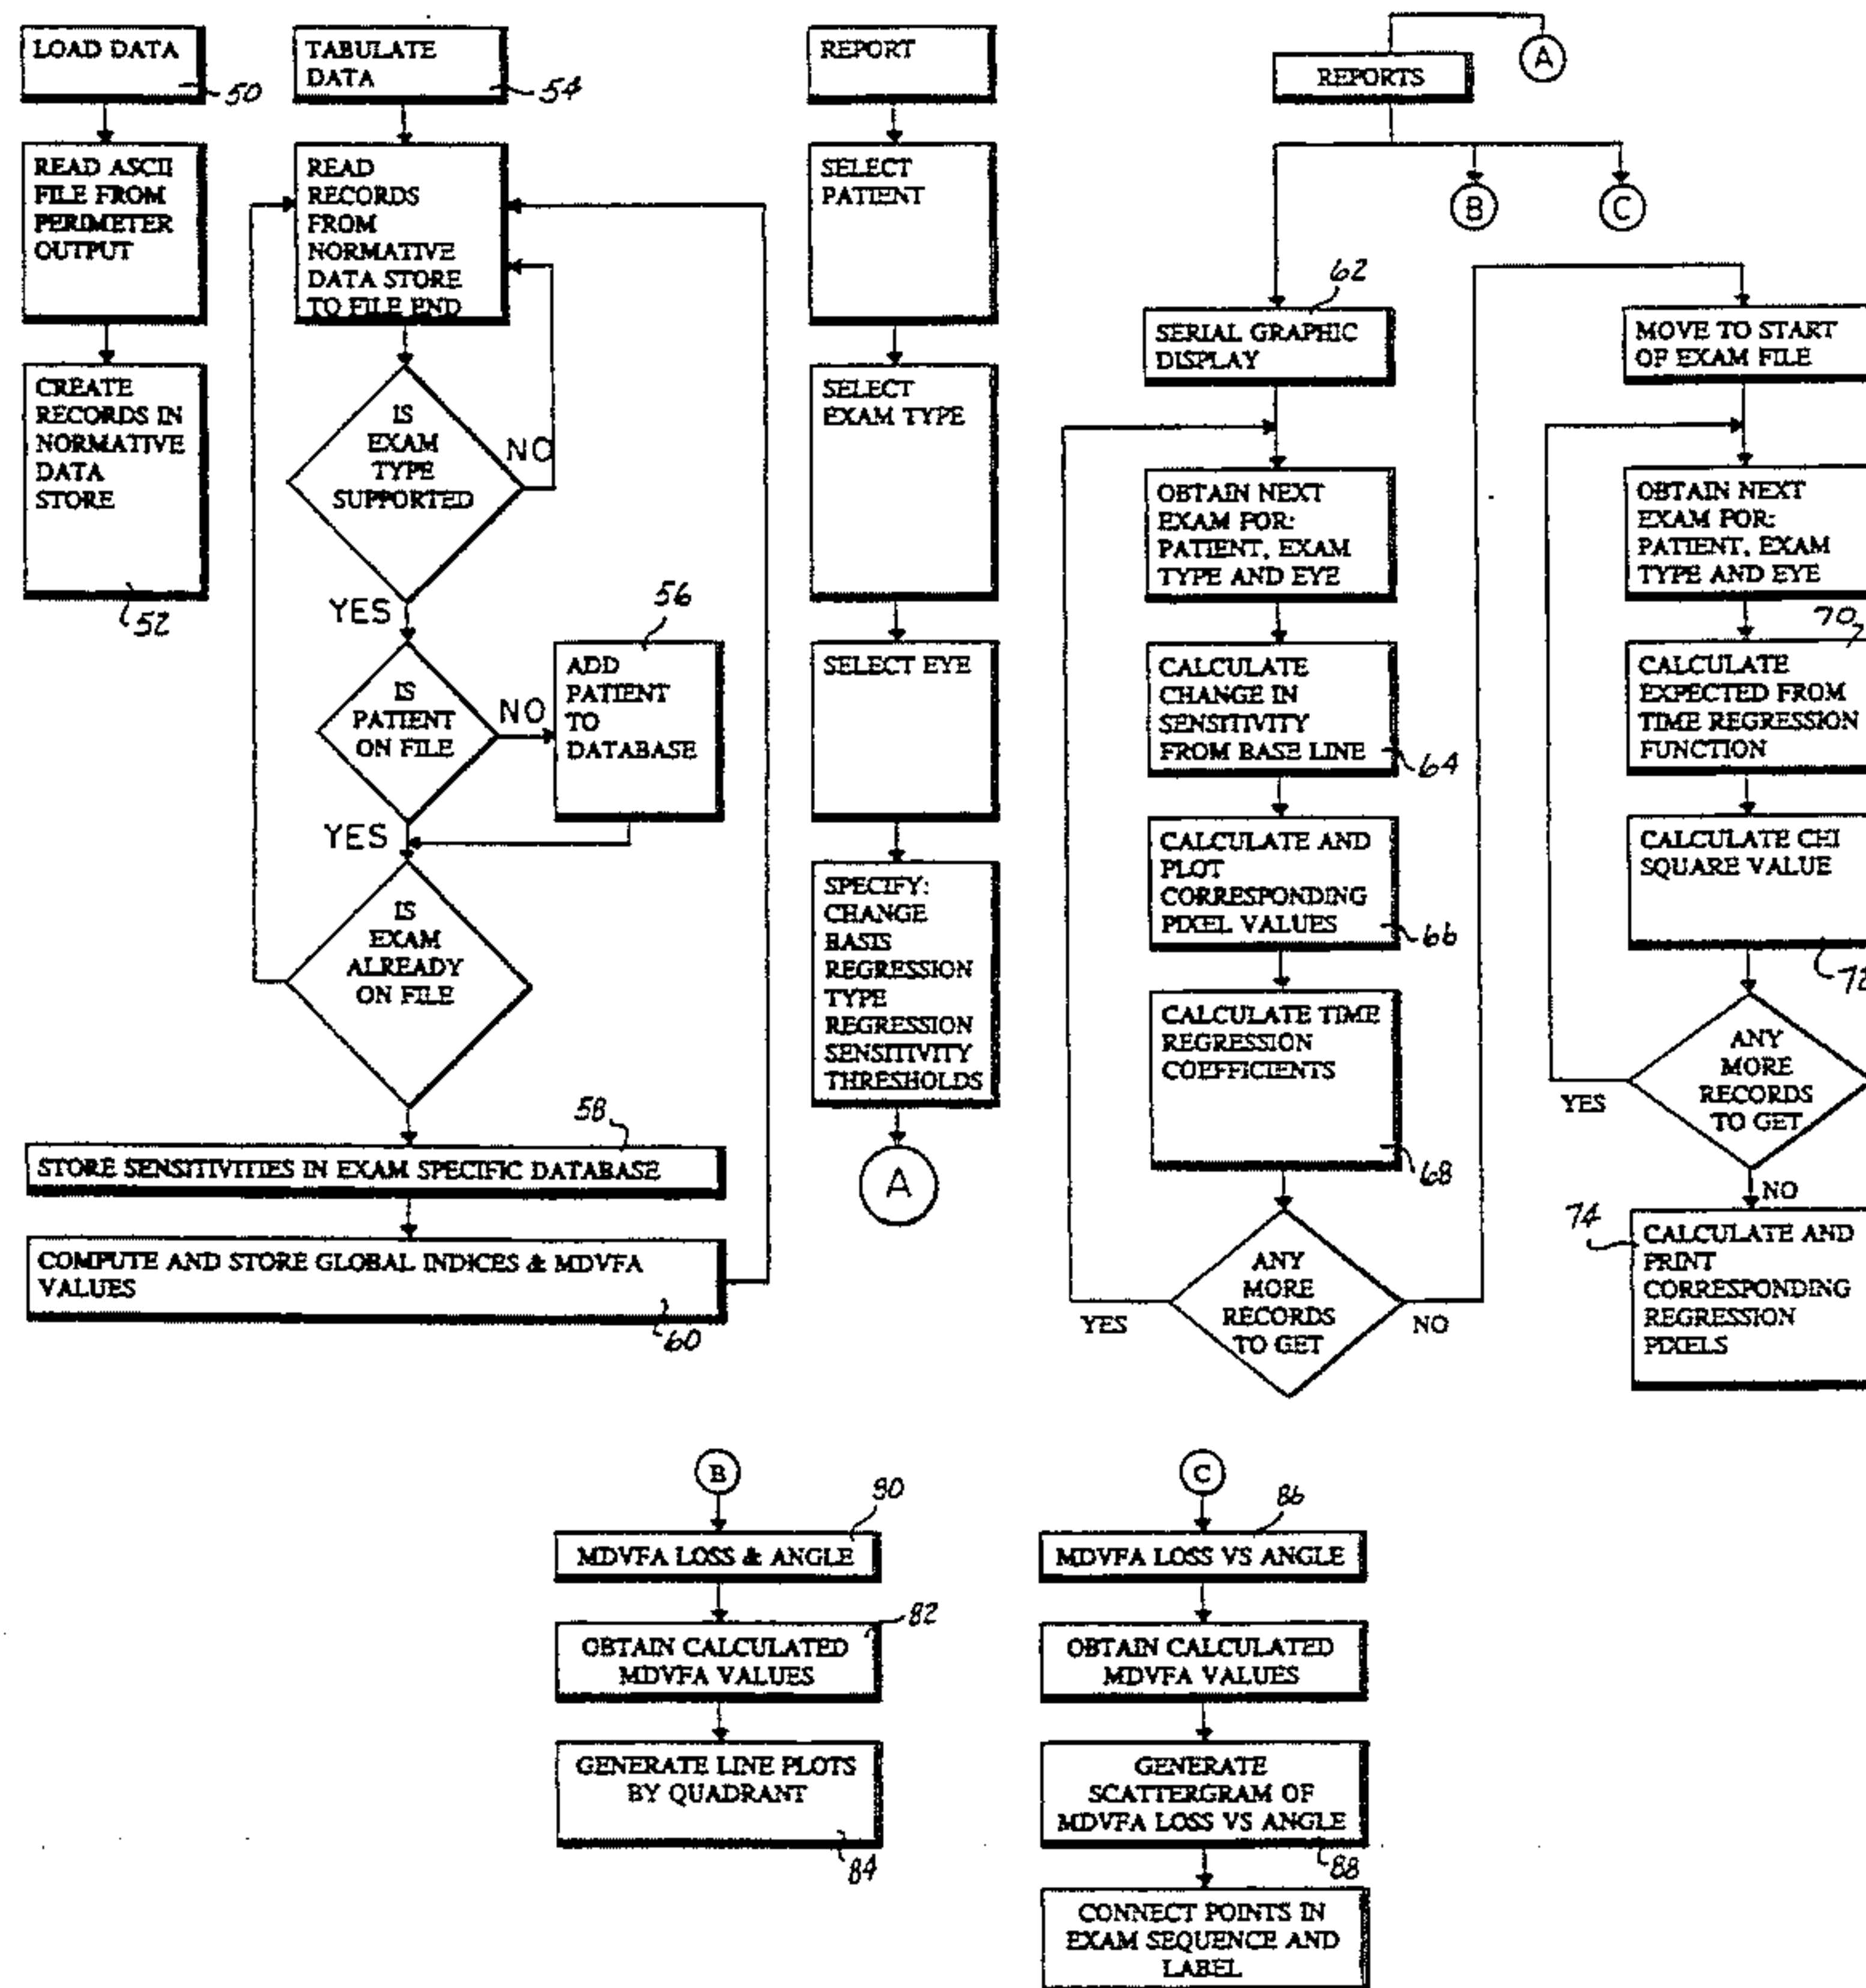 LOAD DATA
50
READ ASCII
FILE FROM
PERIMETER
OUTPUT
CREATE
RECORDS IN
NORMATIVE
DATA
STORE
52
TABULATE
DATA
54
READ
RECORDS
FROM
NORMATIVE
DATA STORE
TO FILE END
IS
EXAM
TYPE
SUPPORTED
NO
YES
IS
PATIENT
ON FILE
NO
56
ADD
PATIENT
TO
DATABASE
YES
IS
EXAM
ALREADY
ON FILE
58
STORE SENSITIVITIES IN EXAM SPECIFIC DATABASE
COMPUTE AND STORE GLOBAL INDICES & MDVFA
VALUES
60
REPORT
SELECT
PATIENT
SELECT
EXAM TYPE
SELECT EYE
SPECIFY:
CHANGE
BASIS
REGRESSION
TYPE
REGRESSION
SENSITIVITY
THRESHOLDS
A
A
REPORTS
B
C
62
SERIAL GRAPHIC
DISPLAY
OBTAIN NEXT
EXAM FOR:
PATIENT, EXAM
TYPE AND EYE
CALCULATE
CHANGE IN
SENSITIVITY
FROM BASE LINE
64
CALCULATE AND
PLOT
CORRESPONDING
PIXEL VALUES
66
CALCULATE TIME
REGRESSION
COEFFICIENTS
68
ANY
MORE
RECORDS
TO GET
YES
NO
MOVE TO START
OF EXAM FILE
OBTAIN NEXT
EXAM FOR:
PATIENT, EXAM
TYPE AND EYE
70
CALCULATE
EXPECTED FROM
TIME REGRESSION
FUNCTION
CALCULATE CHI
SQUARE VALUE
ANY
MORE
RECORDS
TO GET
YES
NO
74
CALCULATE AND
PRINT
CORRESPONDING
REGRESSION
PIXELS
B
MDVFA LOSS & ANGLE
82
OBTAIN CALCULATED
MDVFA VALUES
GENERATE LINE PLOTS
BY QUADRANT
84
C
86
MDVFA LOSS VS ANGLE
OBTAIN CALCULATED
MDVFA VALUES
GENERATE
SCATTERGRAM OF
MDVFA LOSS VS ANGLE
88
CONNECT POINTS IN
EXAM SEQUENCE AND
LABEL